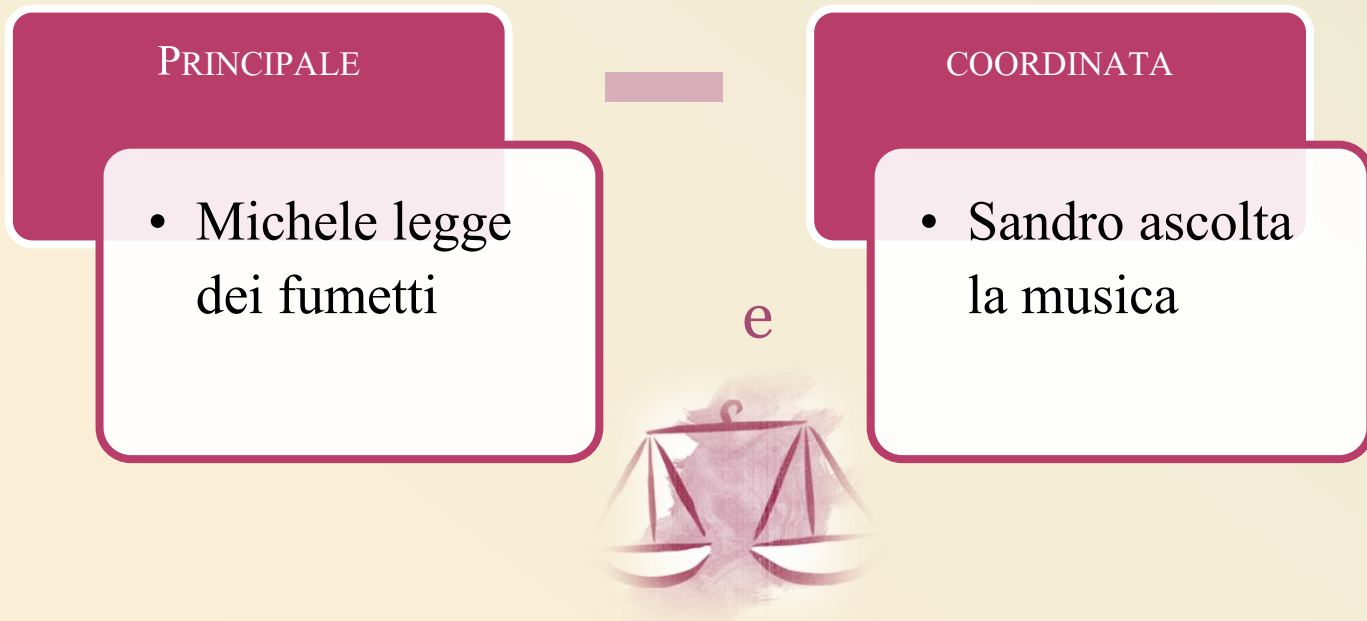 PRINCIPALE
• Michele legge
dei fumetti
e
COORDINATA
• Sandro ascolta
la musica